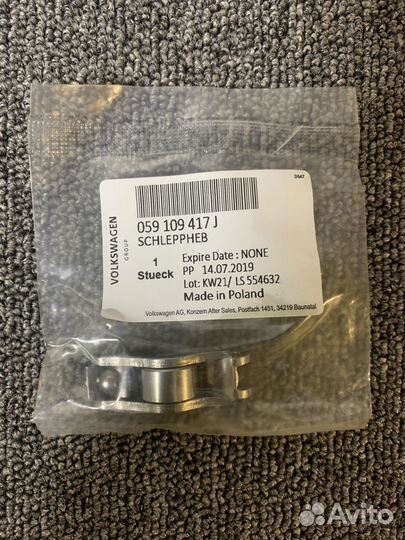 3847
VOLKSWAGEN
GROUP
059 109 417 J
SCHLEPPHEB
1
Stueck
Expire Date : NONE
PP 14.07.2019
Lot: KW21/ LS 554632
Made in Poland
Volkswagen AG, Konzern After Sales, Postfach 1451, 34219 Baunatal
Avito